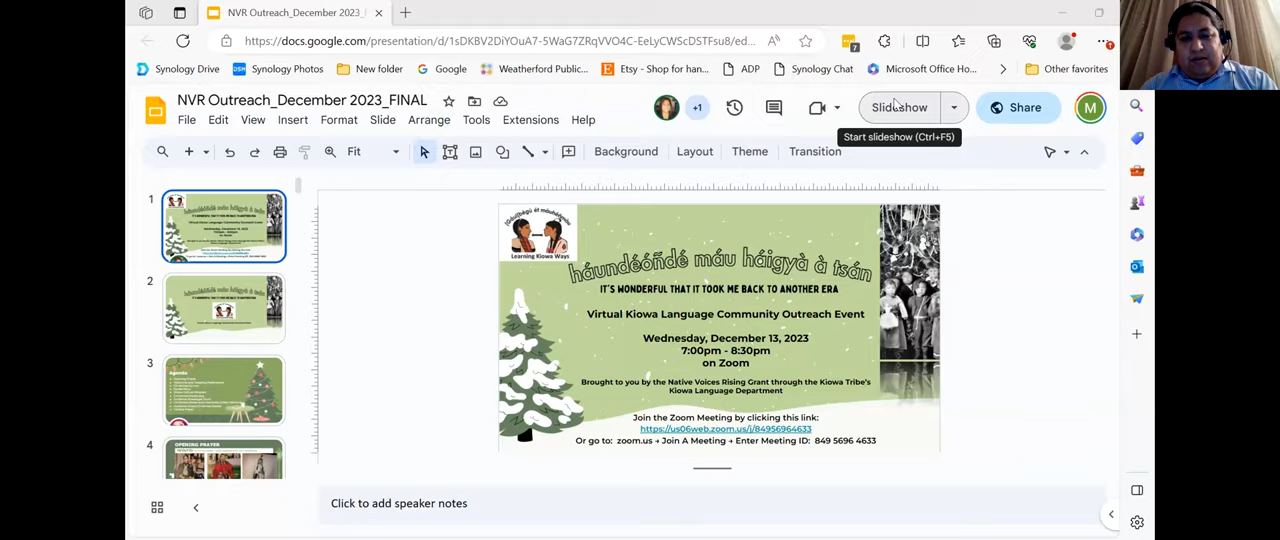 NVR Outreach_December 2023_F
https://docs.google.com/presentation/d/1sDKBV2DiYOuA7-5WaG7ZRqVVO4C-EeLyCWScDSTFsu8/ed...
7
Synology Drive
Synology Photos
New folder
Google
Weatherford Public...
Etsy - Shop for han...
ADP
Synology Chat
Microsoft Office Ho...
Other favorites
NVR Outreach_December 2023_FINAL
+1
Slideshow
Share
M
File Edit View Insert Format Slide Arrange Tools Extensions Help
Start slideshow (Ctrl+F5)
Fit
Background
Layout
Theme
Transition
1
2
3
Agenda
4
OPENING PRAYER
Learning Kiowa Ways
háundéóñdé máu háigyà à tsán
IT'S WONDERFUL THAT IT TOOK ME BACK TO ANOTHER ERA
Virtual Kiowa Language Community Outreach Event
Wednesday, December 13, 2023
7:00pm - 8:30pm
on Zoom
Brought to you by the Native Voices Rising Grant through the Kiowa Tribe's
Kiowa Language Department
Join the Zoom Meeting by clicking this link:
https://us06web.zoom.us/j/84956964633
Or go to: zoom.us → Join A Meeting → Enter Meeting ID: 849 5696 4633
Click to add speaker notes